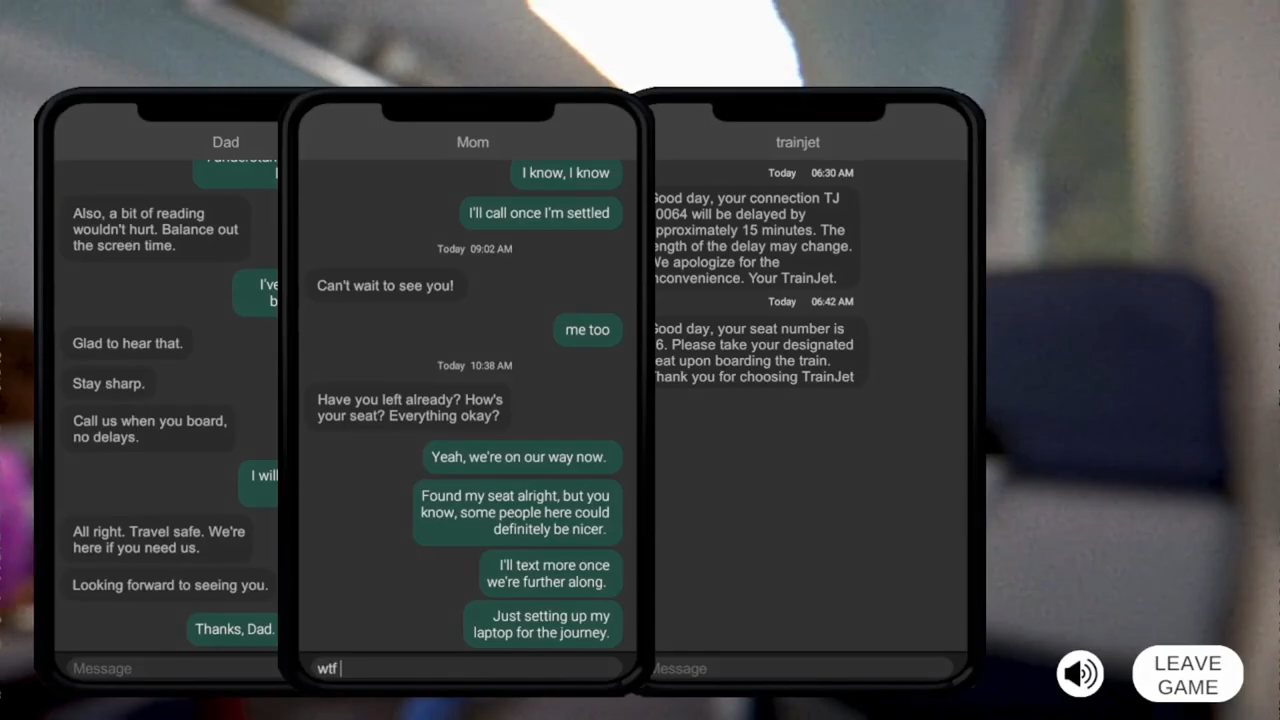 Dad
Also, a bit of reading
wouldn't hurt. Balance out
the screen time.
I've
Glad to hear that.
Stay sharp.
Call us when you board,
no delays.
I will
All right. Travel safe. We're
here if you need us.
Looking forward to seeing you.
Thanks, Dad.
Message
Mom
I know, I know
I'll call once I'm settled
Today 09:02 AM
Can't wait to see you!
me too
Today 10:38 AM
Have you left already? How's
your seat? Everything okay?
Yeah, we're on our way now.
Found my seat alright, but you
know, some people here could
definitely be nicer.
I'll text more once
we're further along.
Just setting up my
laptop for the journey.
wtf
trainjet
Today 06:30 AM
Good day, your connection TJ
0064 will be delayed by
approximately 15 minutes. The
length of the delay may change.
We apologize for the
inconvenience. Your TrainJet.
Today 06:42 AM
Good day, your seat number is
6. Please take your designated
seat upon boarding the train.
Thank you for choosing TrainJet
Message
LEAVE
GAME